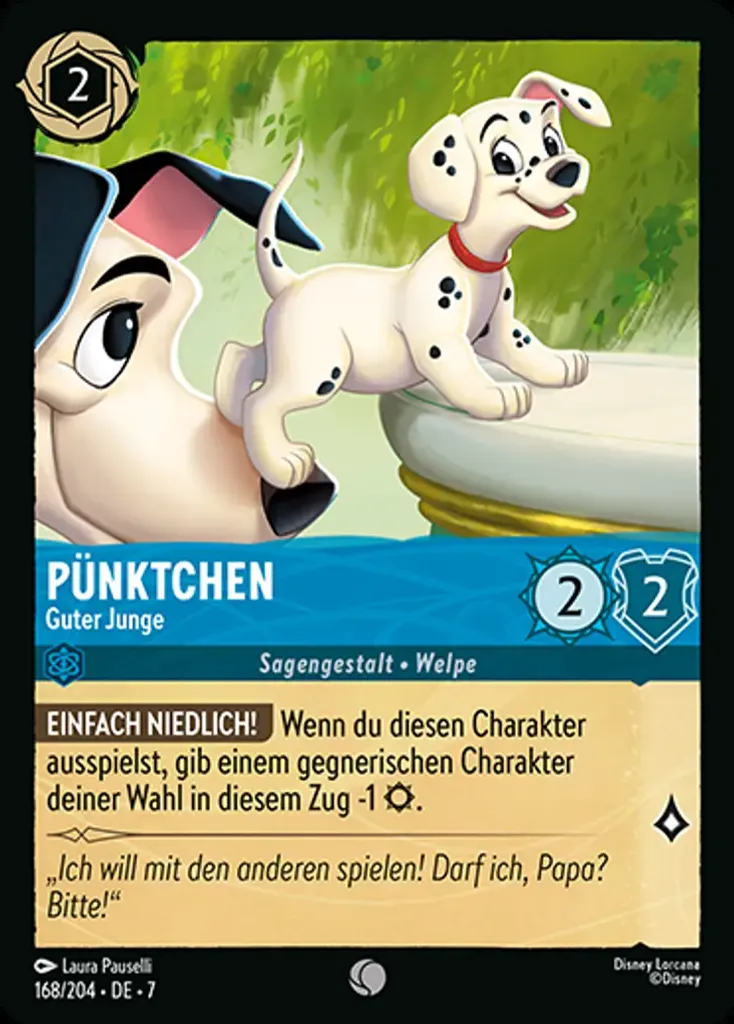 2
PÜNKTCHEN
Guter Junge
2
2
Sagengestalt • Welpe
EINFACH NIEDLICH! Wenn du diesen Charakter
ausspielst, gib einem gegnerischen Charakter
deiner Wahl in diesem Zug -1 .
„Ich will mit den anderen spielen! Darf ich, Papa?
Bitte!“
Laura Pauselli
168/204 • DE • 7
Disney Lorcana
©Disney